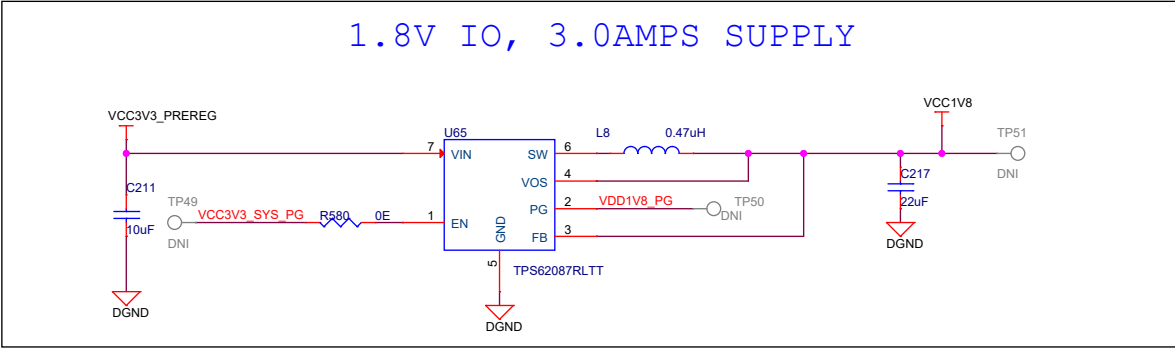 1.8V IO, 3.0AMPS SUPPLY
VCC3V3_PREREG
VCC1V8
U65
L8 0.47uH
TP51
7 VIN SW 6
DNI
C211
VOS 4
C217
TP49
10uF
VCC3V3_SYS_PG R580 0E 1 EN
PG 2 VDD1V8_PG TP50
DNI
22uF
DNI
GND
FB 3
DGND
5
TPS62087RLTT
DGND
DGND